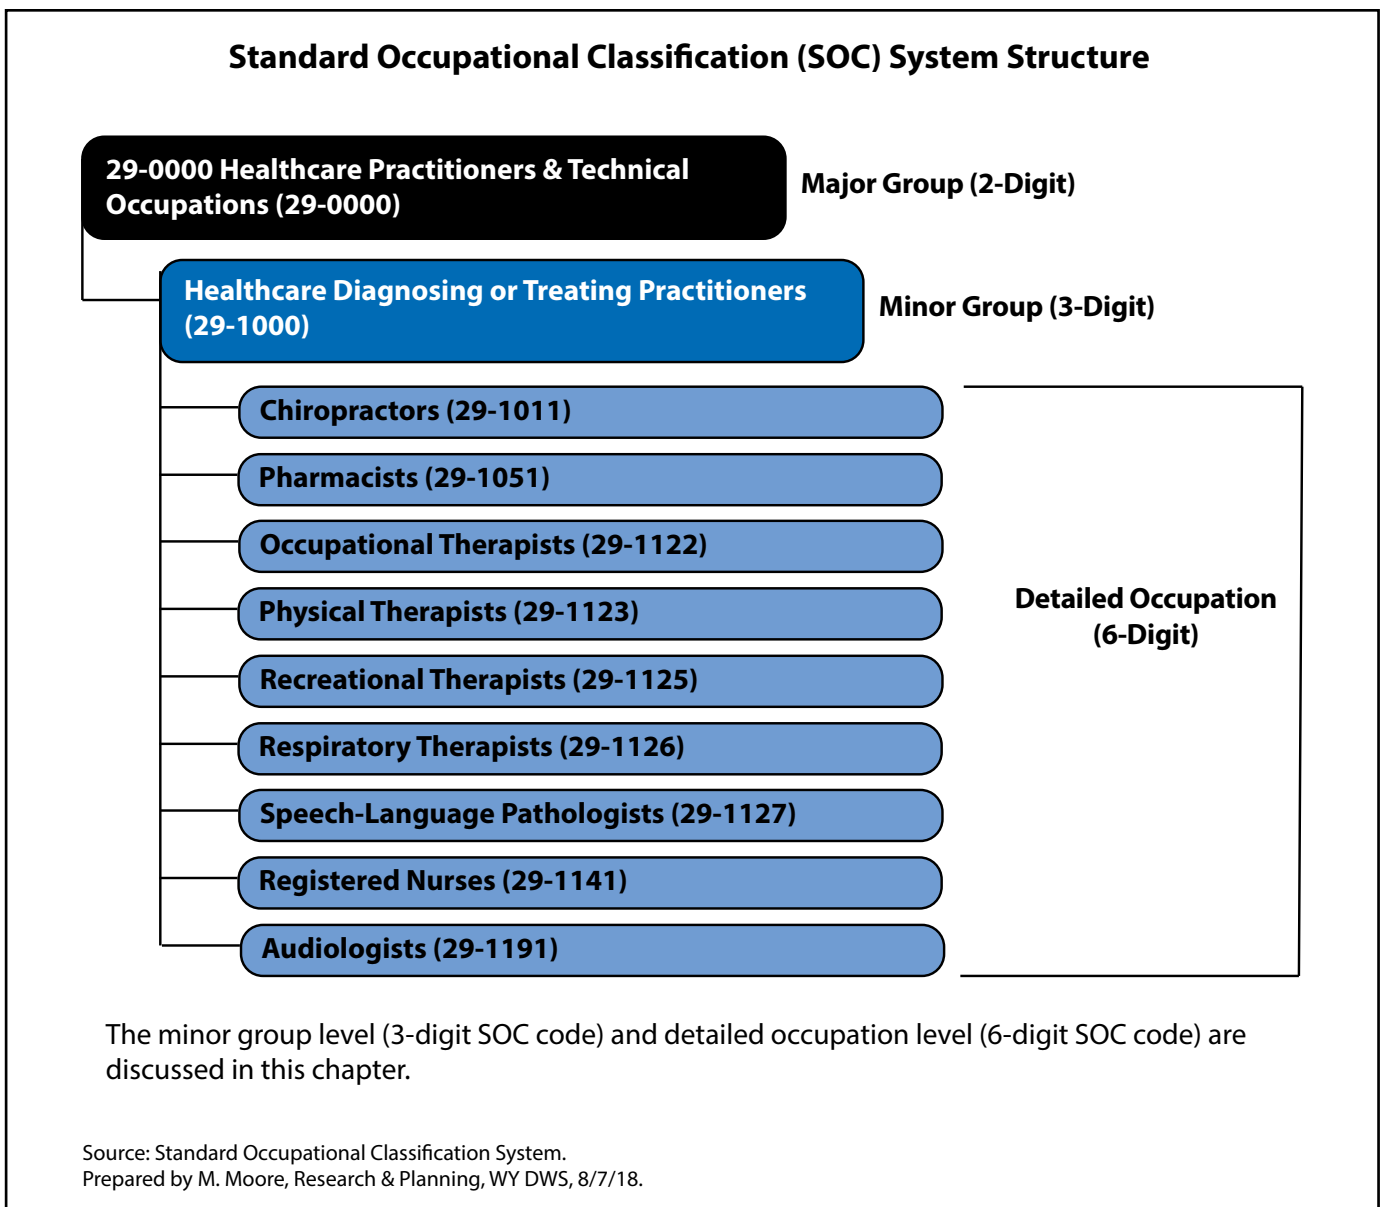 Standard Occupational Classification (SOC) System Structure
29-0000 Healthcare Practitioners & Technical
Occupations (29-0000)
Major Group (2-Digit)
Healthcare Diagnosing or Treating Practitioners
(29-1000)
Minor Group (3-Digit)
Chiropractors (29-1011)
Pharmacists (29-1051)
Occupational Therapists (29-1122)
Physical Therapists (29-1123)
Recreational Therapists (29-1125)
Respiratory Therapists (29-1126)
Speech-Language Pathologists (29-1127)
Registered Nurses (29-1141)
Audiologists (29-1191)
Detailed Occupation
(6-Digit)
The minor group level (3-digit SOC code) and detailed occupation level (6-digit SOC code) are
discussed in this chapter.
Source: Standard Occupational Classification System.
Prepared by M. Moore, Research & Planning, WY DWS, 8/7/18.